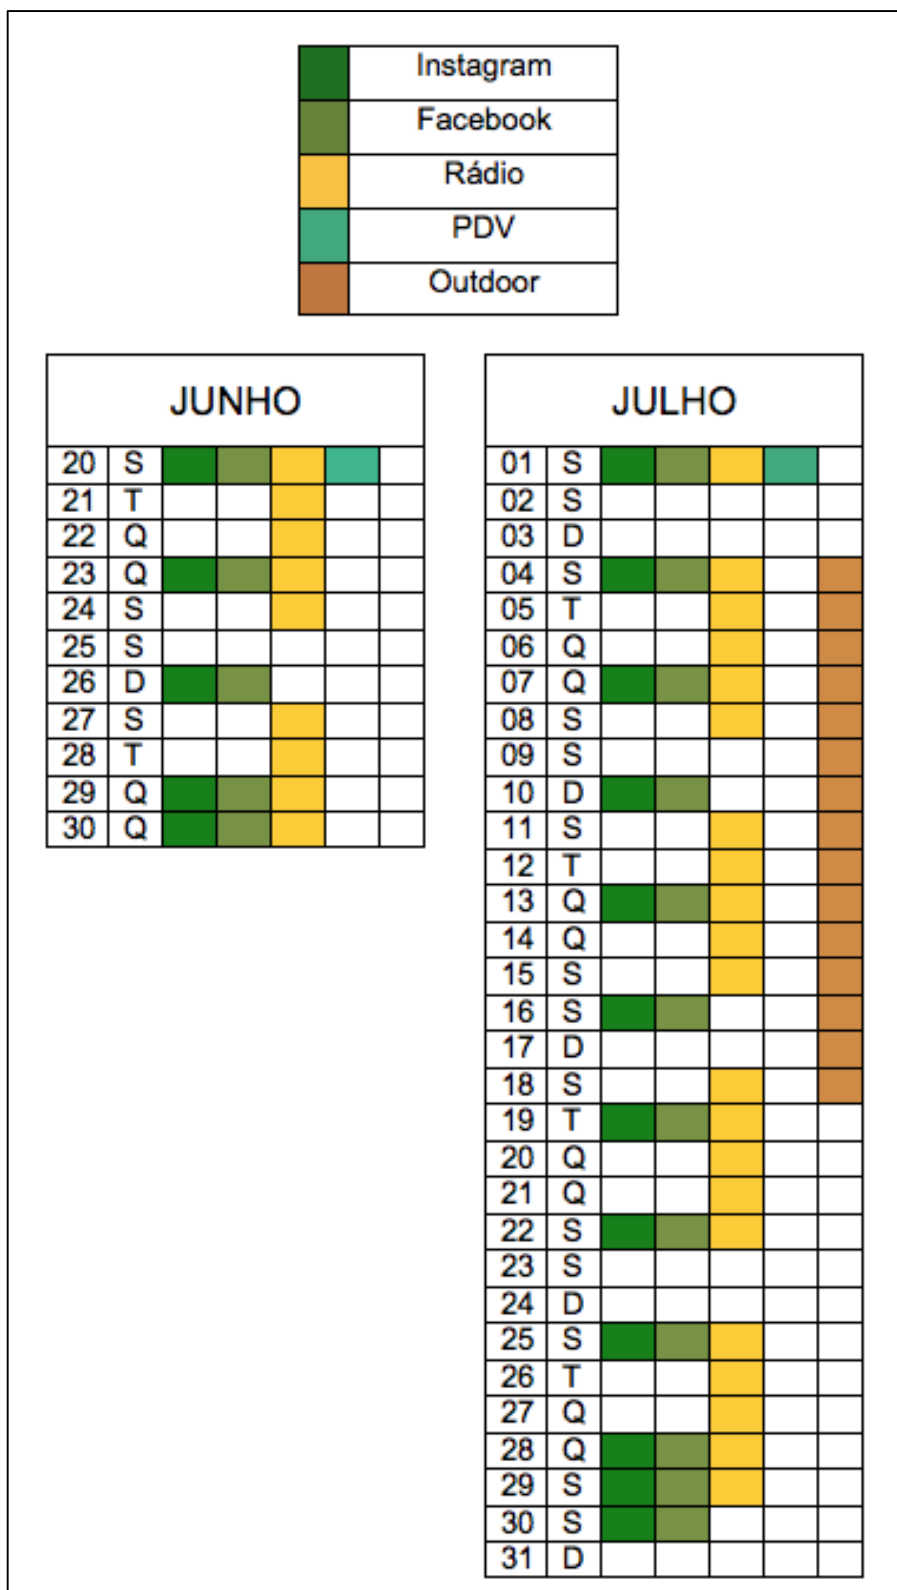 Instagram
Facebook
Rádio
PDV
Outdoor
JUNHO
20 S
21 T
22 Q
23 Q
24 S
25 S
26 D
27 S
28 T
29 Q
30 Q
JULHO
01 S
02 S
03 D
04 S
05 T
06 Q
07 Q
08 S
09 S
10 D
11 S
12 T
13 Q
14 Q
15 S
16 S
17 D
18 S
19 T
20 Q
21 Q
22 S
23 S
24 D
25 S
26 T
27 Q
28 Q
29 S
30 S
31 D